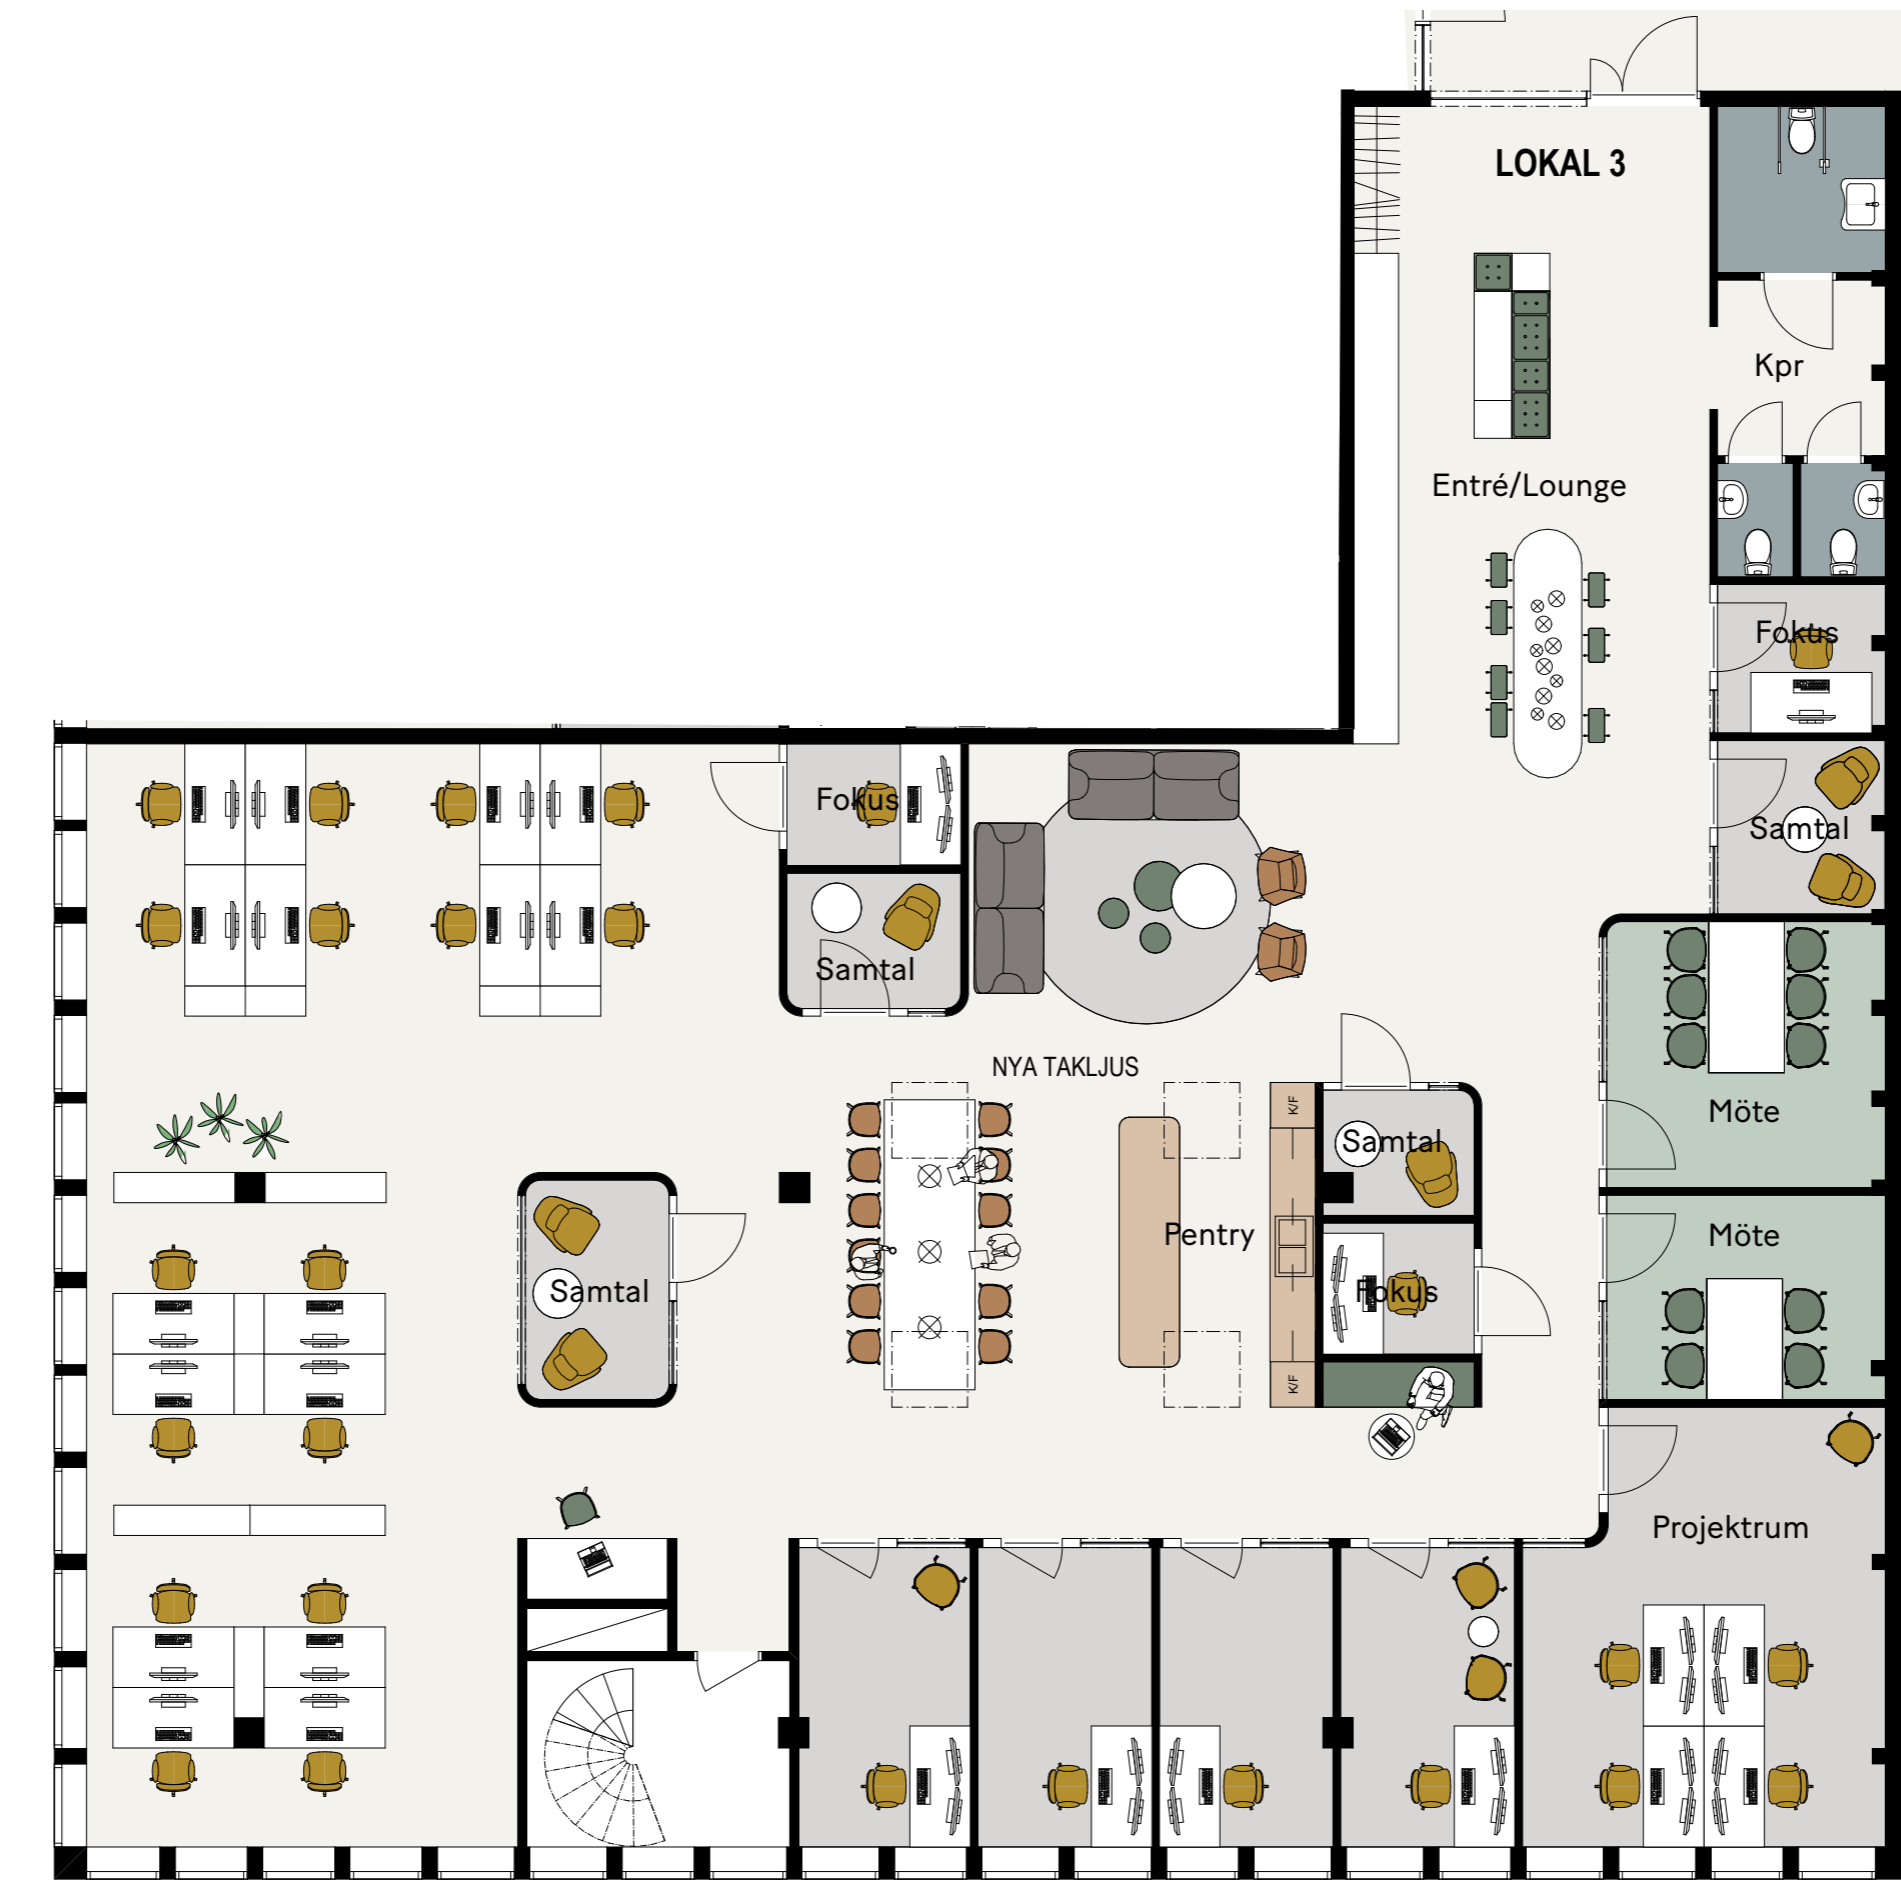 LOKAL 3
Kpr
Entré/Lounge
Fokus
Fokus
Samtal
Samtal
NYA TAKLJUS
K/F
Möte
Samtal
Pentry
Möte
Samtal
Fokus
K/F
Projektrum